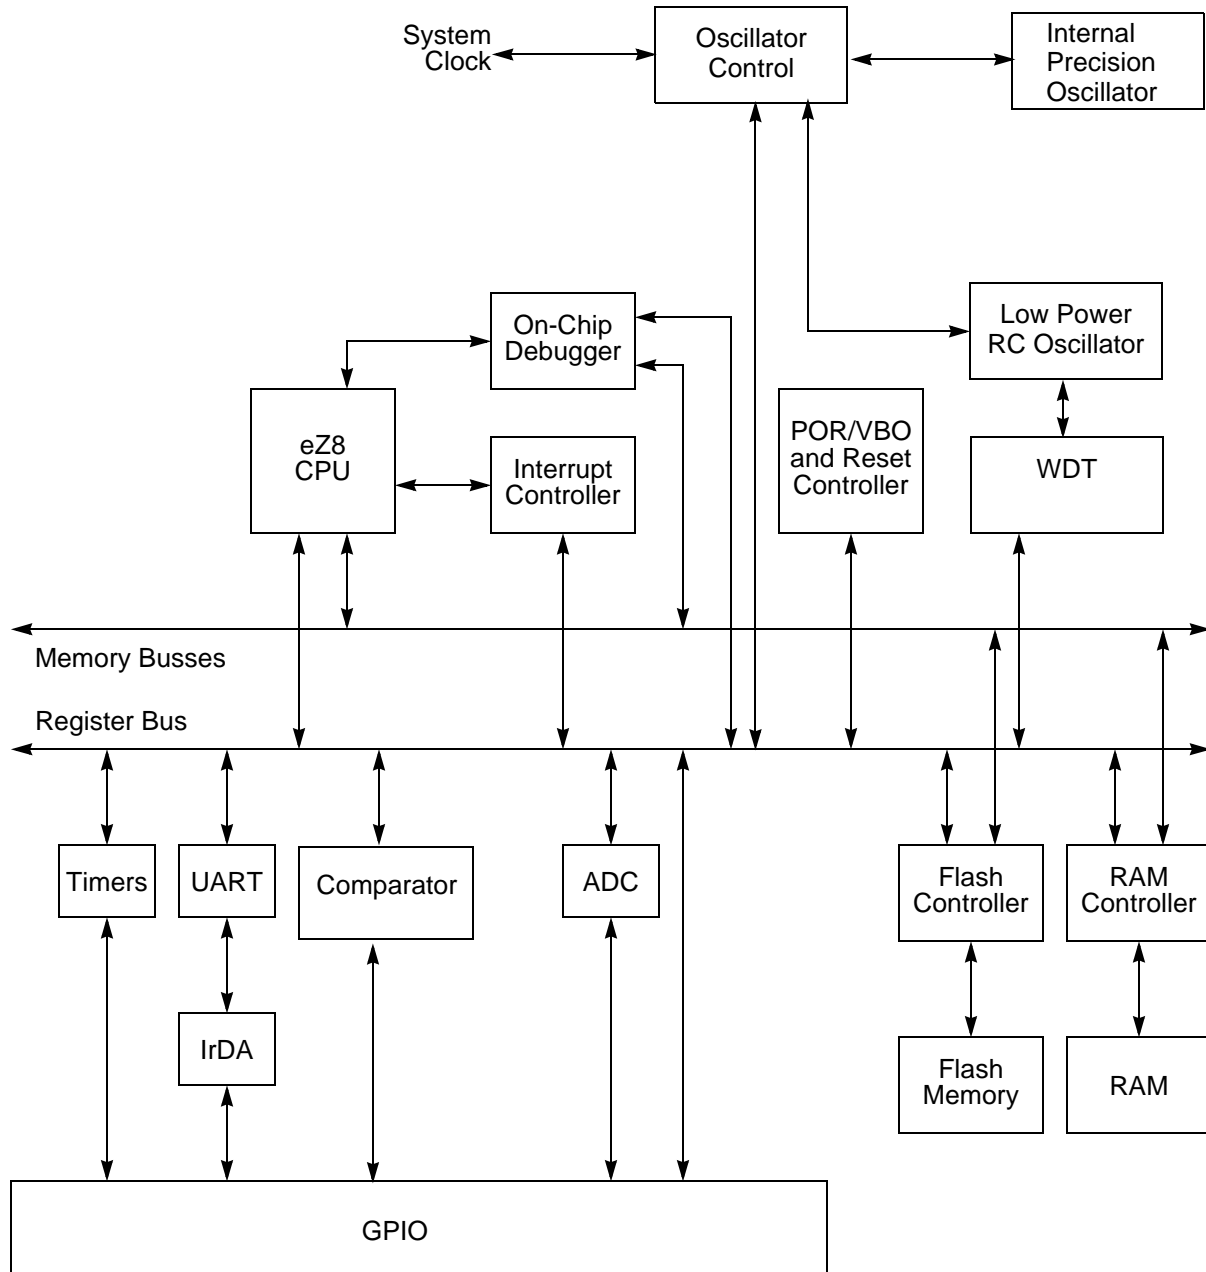 System
Clock
Oscillator
Control
Internal
Precision
Oscillator
On-Chip
Debugger
Low Power
RC Oscillator
eZ8
CPU
Interrupt
Controller
POR/VBO
and Reset
Controller
WDT
Memory Busses
Register Bus
Timers
UART
Comparator
ADC
Flash
Controller
RAM
Controller
IrDA
Flash
Memory
RAM
GPIO